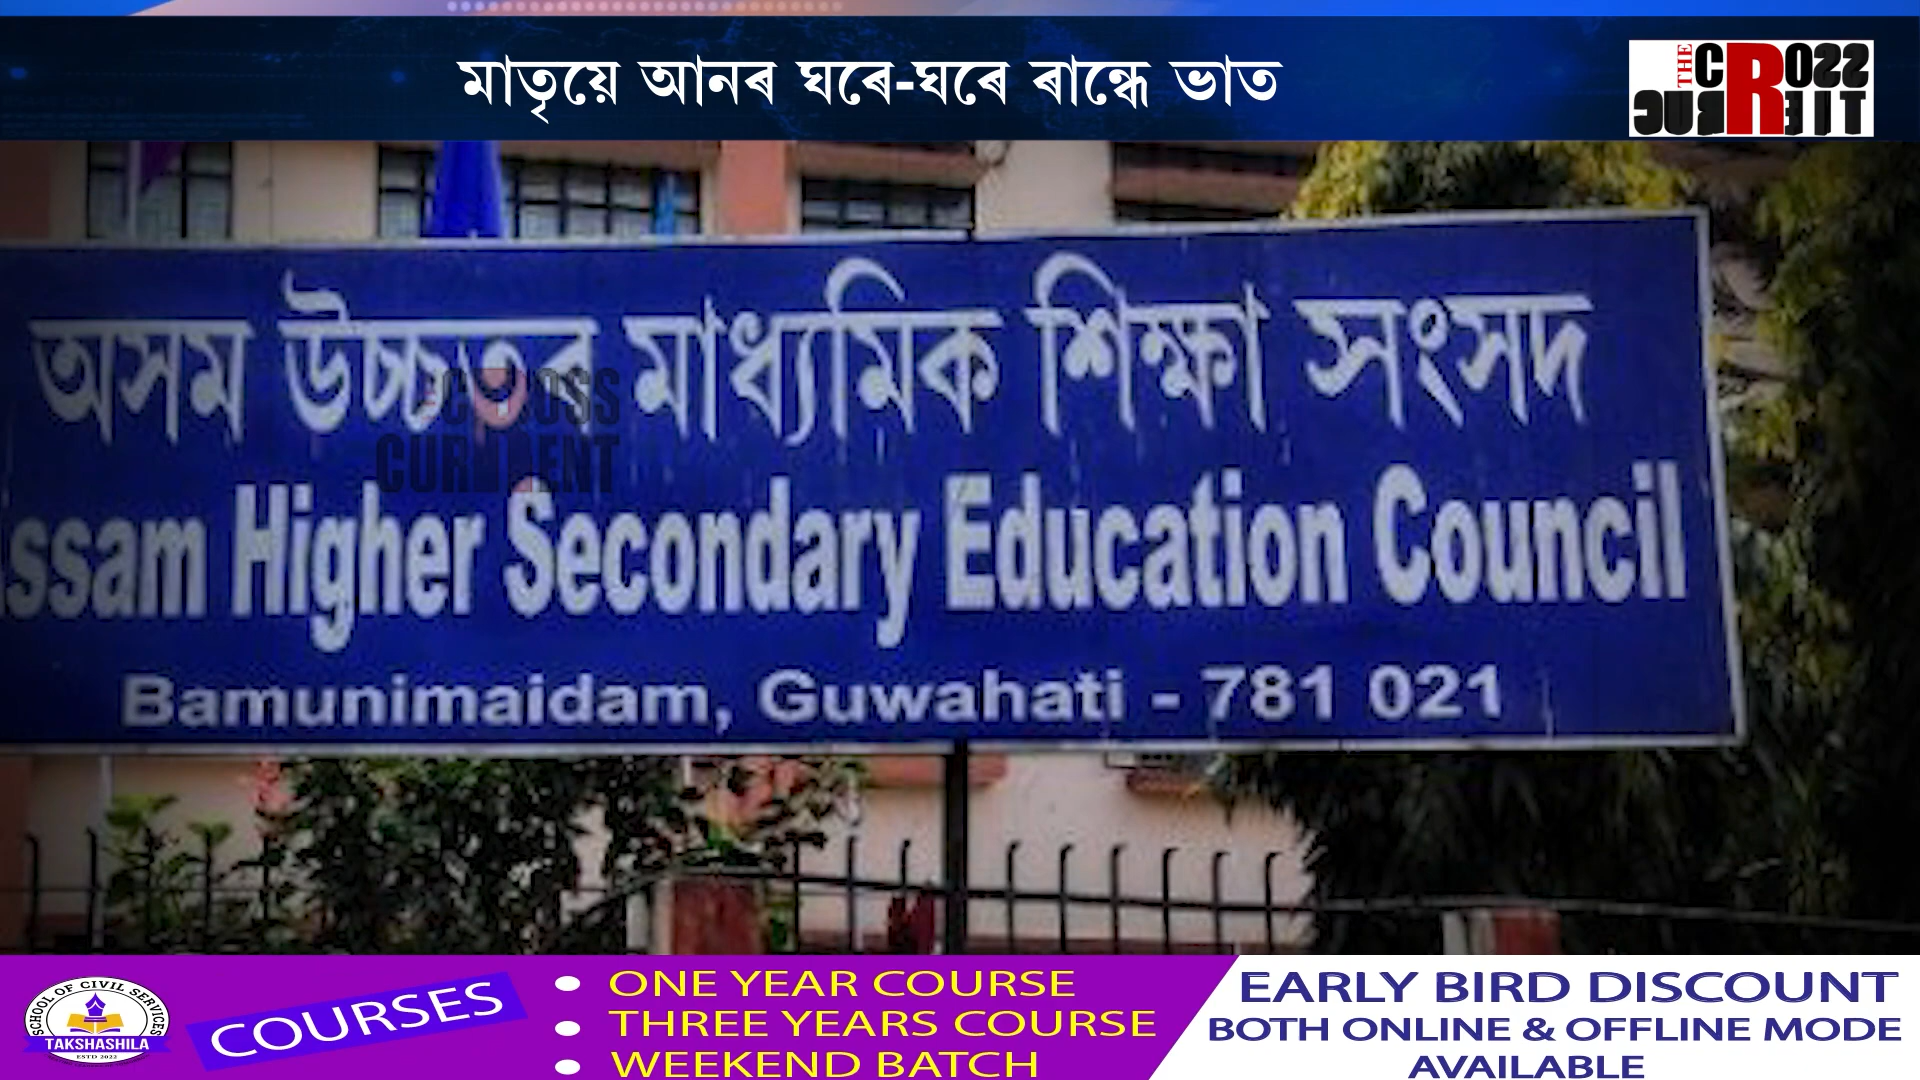 মাতৃয়ে আনৰ ঘৰে-ঘৰে ৰান্ধে ভাত
THE CROSS
CURRENT
অসম উচ্চতৰ মাধ্যমিক শিক্ষা সংসদ
CROSS
CURRENT
ssam Higher Secondary Education Council
Bamunimaidam, Guwahati - 781 021
SCHOOL OF CIVIL SERVICES
TAKSHASHILA
ESTD 2022
COURSES
• ONE YEAR COURSE
• THREE YEARS COURSE
• WEEKEND BATCH
EARLY BIRD DISCOUNT
BOTH ONLINE & OFFLINE MODE
AVAILABLE